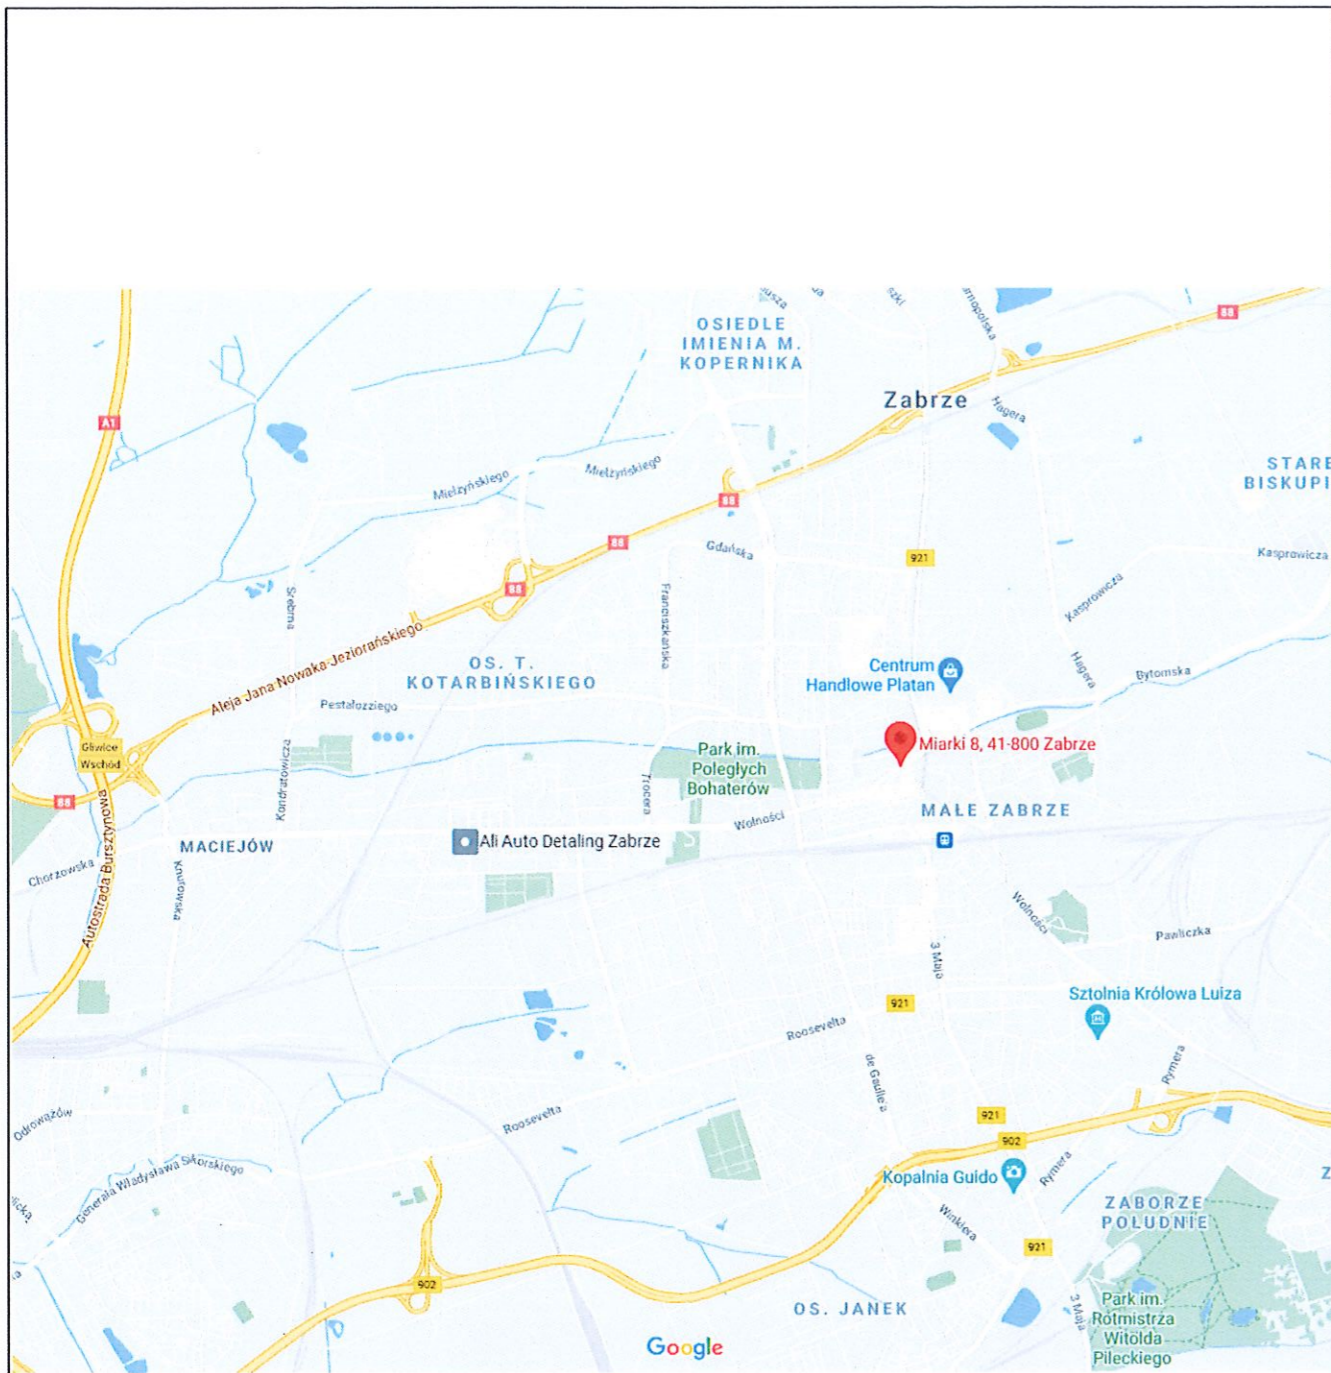 OSIEDLE
IMIENIA M.
KOPERNIKA
88
Zabrze
A1
Hagera
Mielżyńskiego
Mielżyńskiego
STARE
BISKUPI
88
88
Gdańska
921
Kasprowicza
88
Srebrna
Franciszkańska
Kasprowicza
Aleja Jana Nowaka-Jeziorańskiego
OS. T.
KOTARBIŃSKIEGO
Centrum
Handlowe Platan
Hagera
Bytomska
Pestalozziego
Gliwice
Wschód
Park im.
Poległych
Bohaterów
Miarki 8, 41-800 Zabrze
Kondratowicza
Trocera
88
Wolności
MAŁE ZABRZE
MACIEJÓW
Ali Auto Detaling Zabrze
Chorzowska
Autostrada Bursztynowa
Knurowska
Wolności
Pawliczka
3 Maja
Sztolnia Królowa Luiza
921
Roosevelta
de Gaulle'a
Rymera
Odrowążów
Roosevelta
921
902
Generała Władysława Sikorskiego
Kopalnia Guido
Rymera
ZABORZE
POŁUDNIE
Winklera
921
902
OS. JANEK
3 Maja
Park im.
Rotmistrza
Witolda
Pileckiego
Google